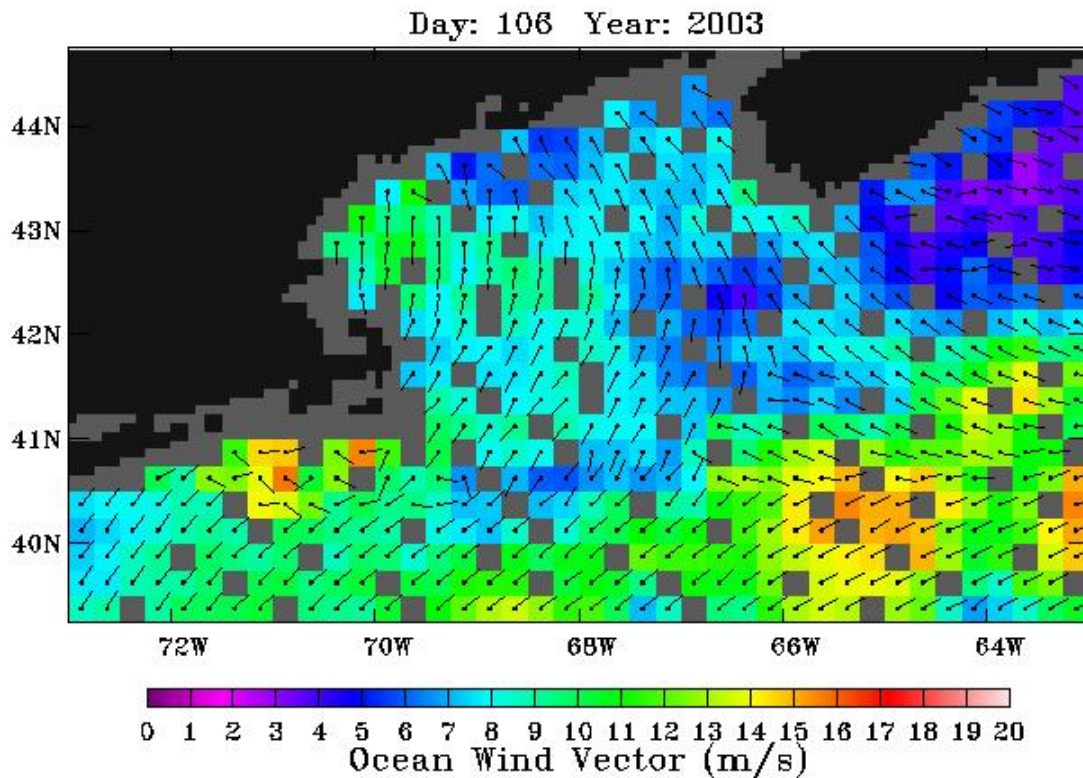 Day: 106 Year: 2003
44N
43N
42N
41N
40N
72W 70W 68W 66W 64W
0 1 2 3 4 5 6 7 8 9 10 11 12 13 14 15 16 17 18 19 20
Ocean Wind Vector (m/s)